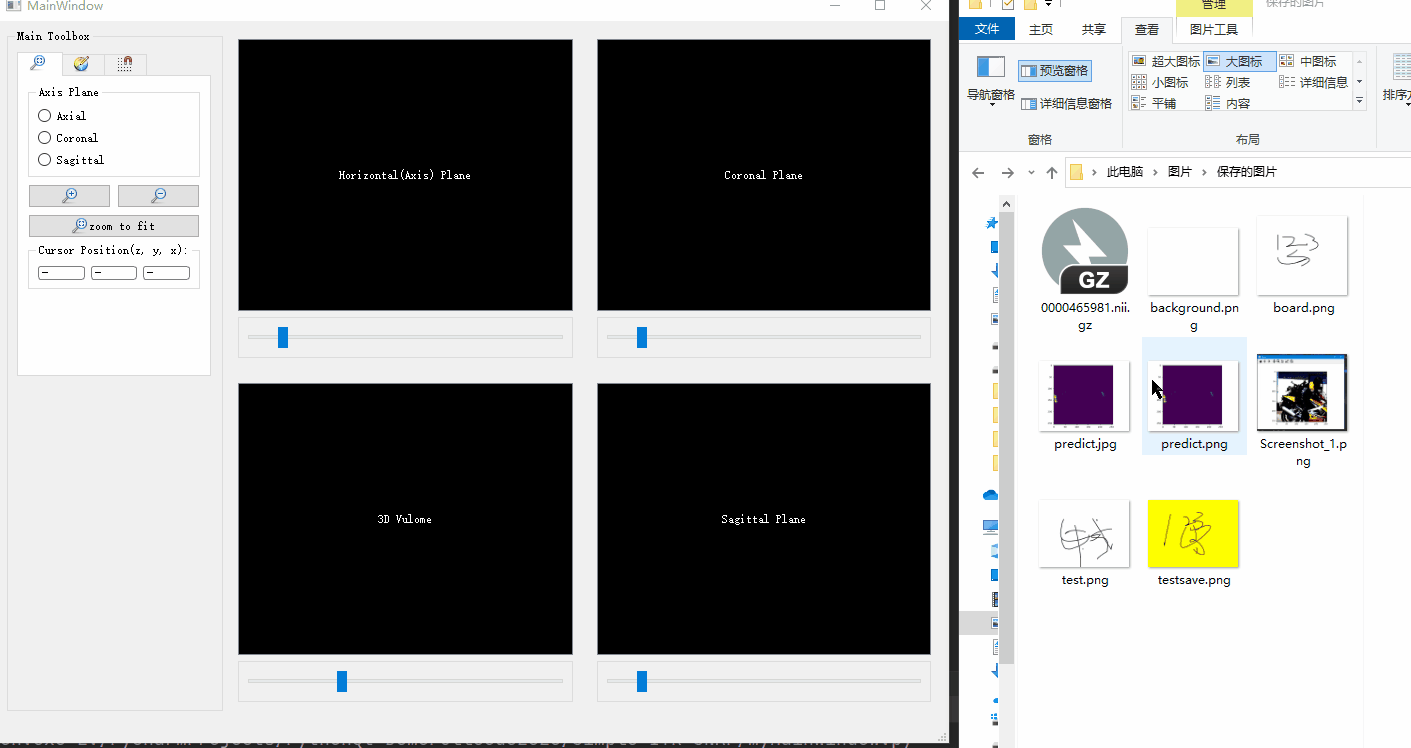 MainWindow
Main Toolbox
Axis Plane
Axial
Coronal
Sagittal
zoom to fit
Cursor Position(z, y, x):
- - -
Horizontal(Axis) Plane
Coronal Plane
3D Vulome
Sagittal Plane
管理
保存的图片
文件 主页 共享 查看 图片工具
导航窗格
预览窗格
详细信息窗格
窗格
超大图标 大图标 中图标
小图标 列表 详细信息
平铺 内容
布局
此电脑 › 图片 › 保存的图片
GZ
0000465981.nii.
gz
background.pn
g
board.png
predict.jpg
predict.png
Screenshot_1.p
ng
test.png
testsave.png